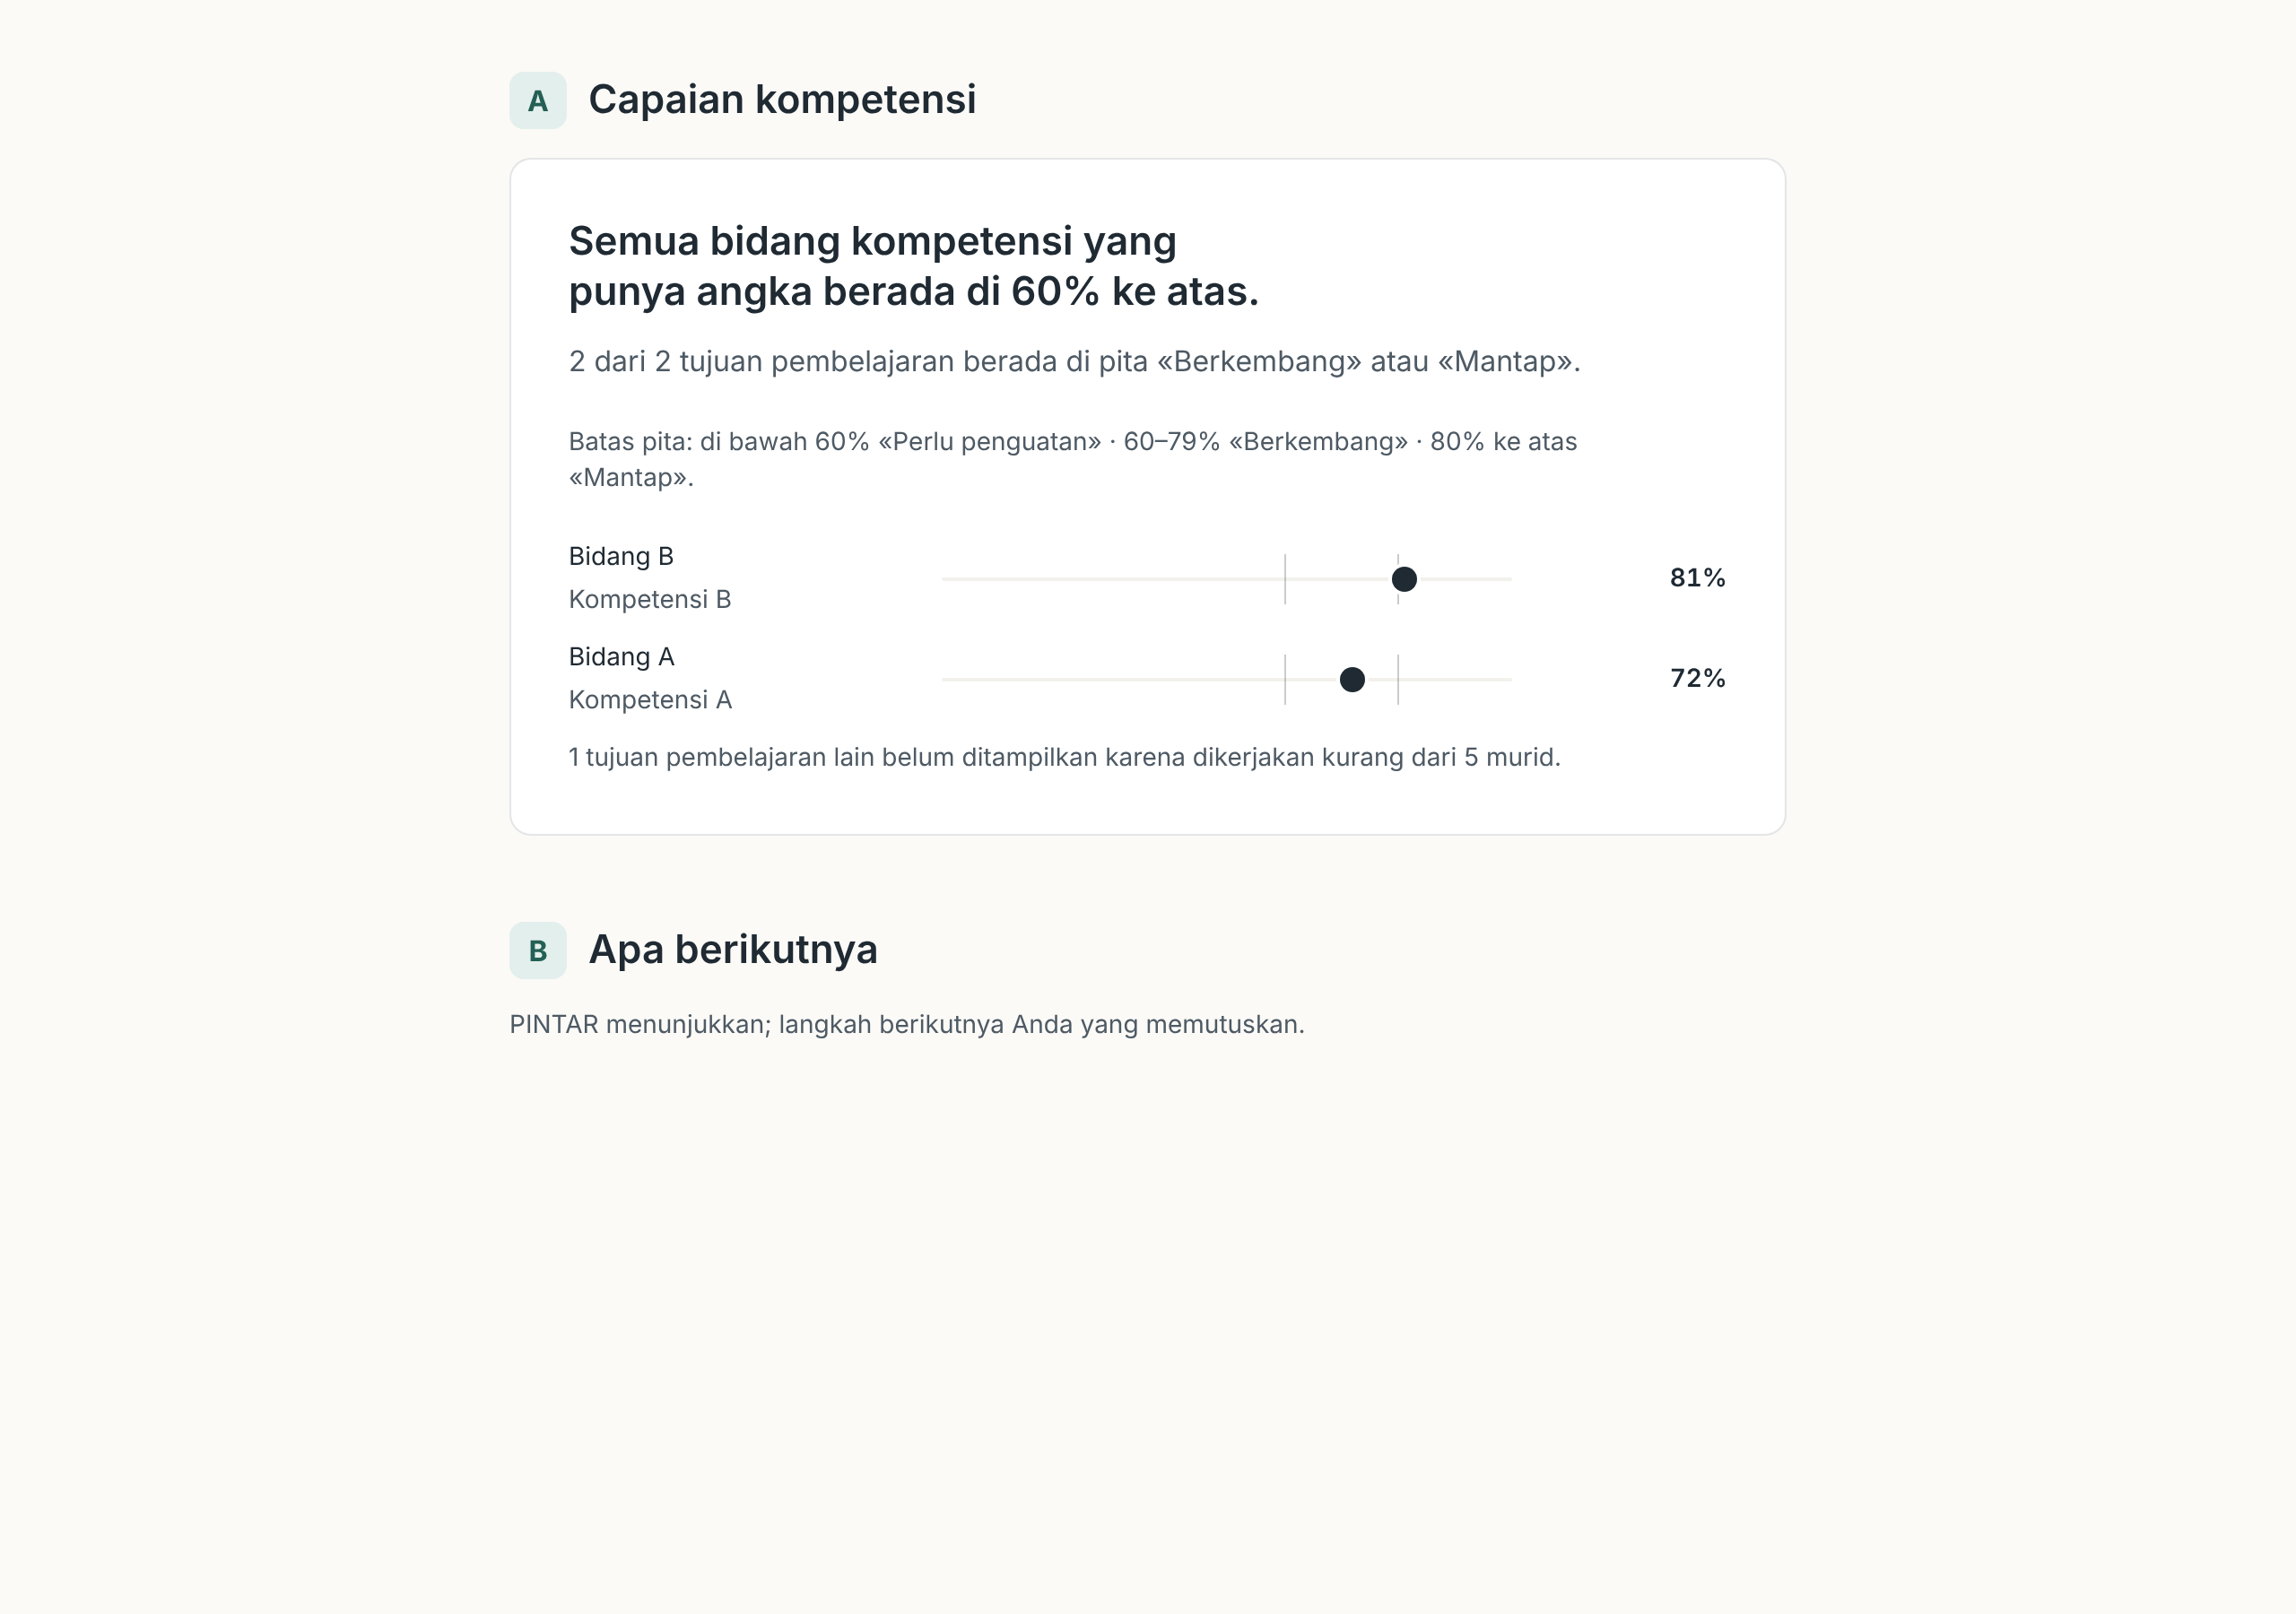 A
Capaian kompetensi
Semua bidang kompetensi yang
punya angka berada di 60% ke atas.
2 dari 2 tujuan pembelajaran berada di pita «Berkembang» atau «Mantap».
Batas pita: di bawah 60% «Perlu penguatan» · 60–79% «Berkembang» · 80% ke atas
«Mantap».
Bidang B
Kompetensi B
81%
Bidang A
Kompetensi A
72%
1 tujuan pembelajaran lain belum ditampilkan karena dikerjakan kurang dari 5 murid.
B
Apa berikutnya
PINTAR menunjukkan; langkah berikutnya Anda yang memutuskan.